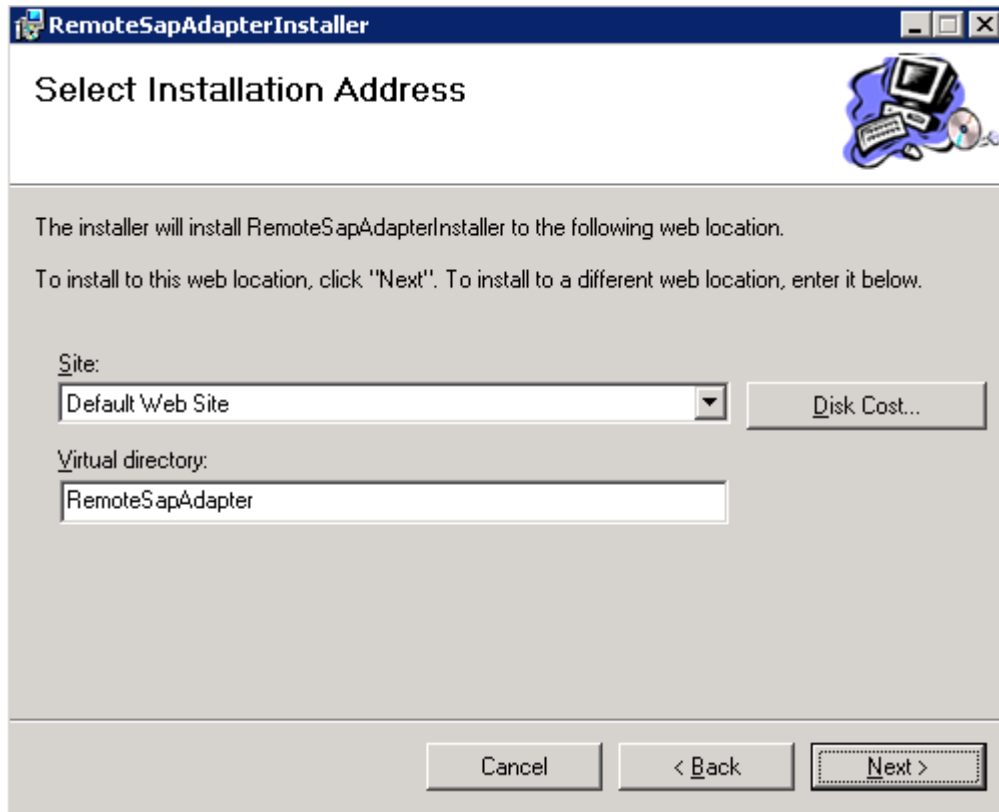 RemoteSapAdapterInstaller
Select Installation Address
The installer will install RemoteSapAdapterInstaller to the following web location.
To install to this web location, click "Next". To install to a different web location, enter it below.
Site:
Default Web Site
Disk Cost...
Virtual directory:
RemoteSapAdapter
Cancel
< Back
Next >